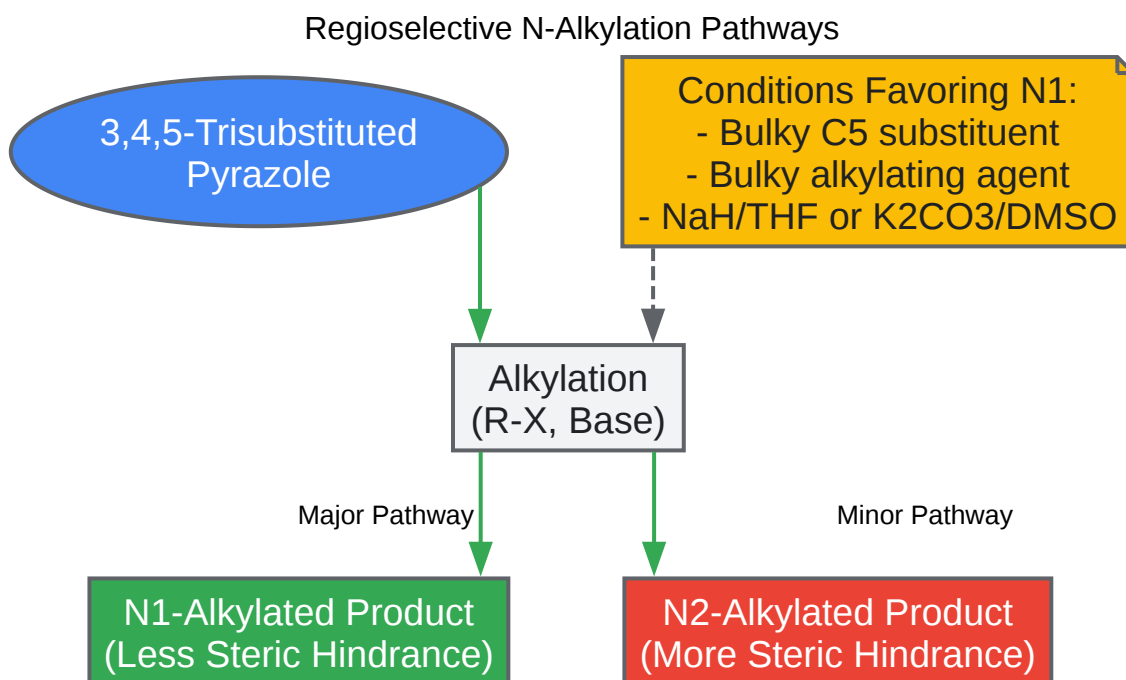 Regioselective N-Alkylation Pathways
3,4,5-Trisubstituted
Pyrazole
Conditions Favoring N1:
- Bulky C5 substituent
- Bulky alkylating agent
- NaH/THF or K2CO3/DMSO
Alkylation
(R-X, Base)
Major Pathway
Minor Pathway
N1-Alkylated Product
(Less Steric Hindrance)
N2-Alkylated Product
(More Steric Hindrance)